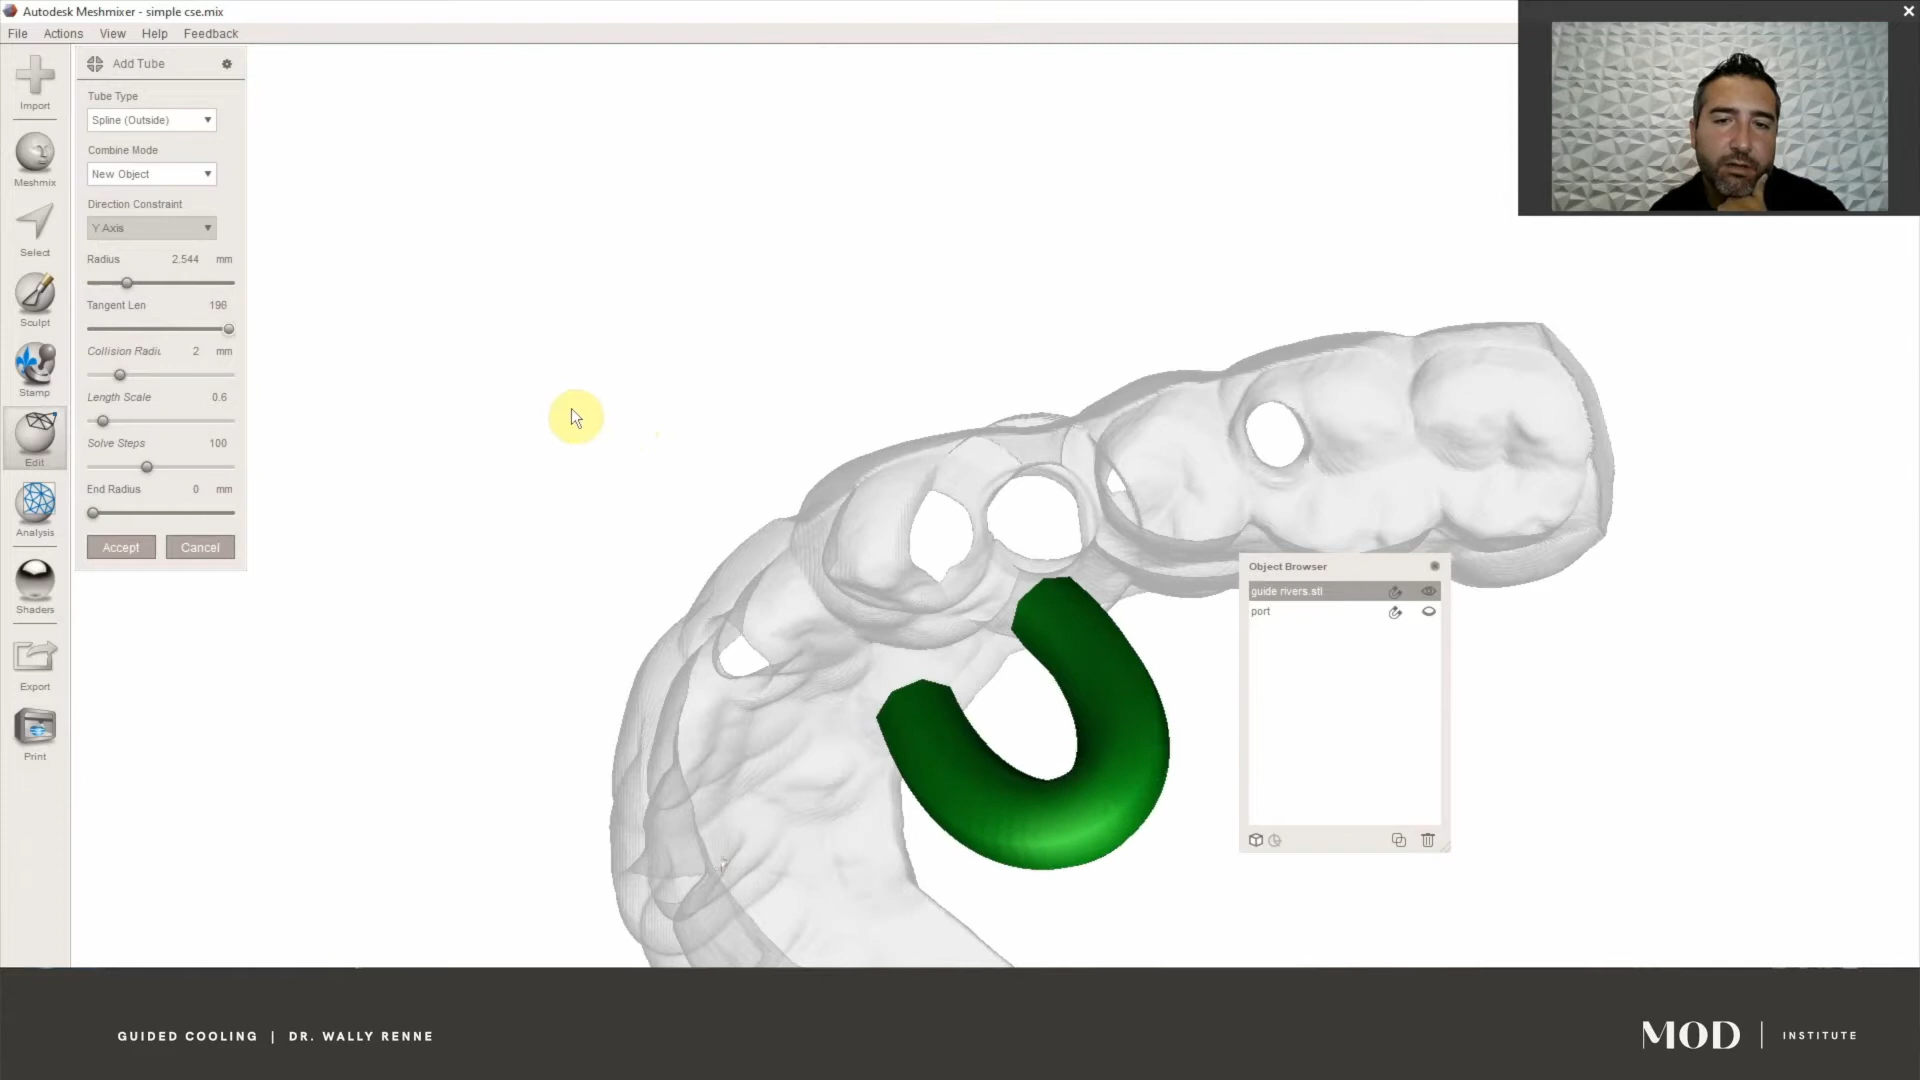 Autodesk Meshmixer - simple cse.mix
File Actions View Help Feedback
Import
Meshmix
Select
Sculpt
Stamp
Edit
Analysis
Shaders
Export
Print
Add Tube
Tube Type
Spline (Outside)
Combine Mode
New Object
Direction Constraint
Y Axis
Radius 2.544 mm
Tangent Len 196
Collision Radiu 2 mm
Length Scale 0.6
Solve Steps 100
End Radius 0 mm
Accept Cancel
Object Browser
guide rivers.stl
port
GUIDED COOLING | DR. WALLY RENNE
MOD | INSTITUTE